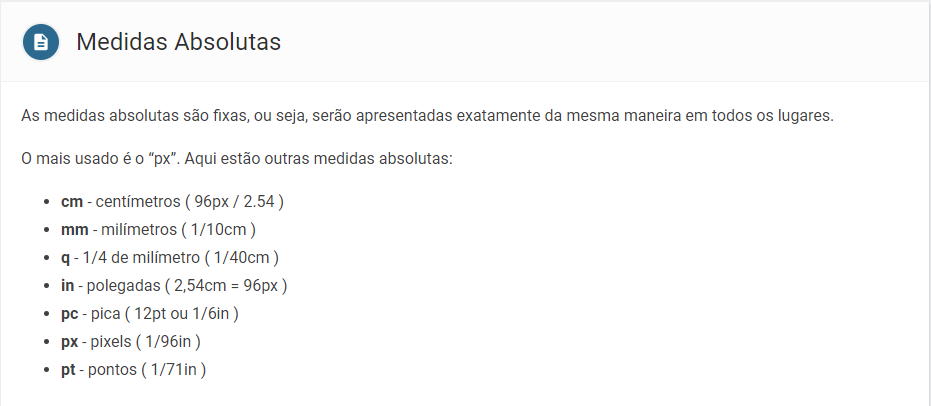 Medidas Absolutas
As medidas absolutas são fixas, ou seja, serão apresentadas exatamente da mesma maneira em todos os lugares.
O mais usado é o “px”. Aqui estão outras medidas absolutas:
• cm - centímetros ( 96px / 2.54 )
• mm - milímetros ( 1/10cm )
• q - 1/4 de milímetro ( 1/40cm )
• in - polegadas ( 2,54cm = 96px )
• pc - pica ( 12pt ou 1/6in )
• px - pixels ( 1/96in )
• pt - pontos ( 1/71in )